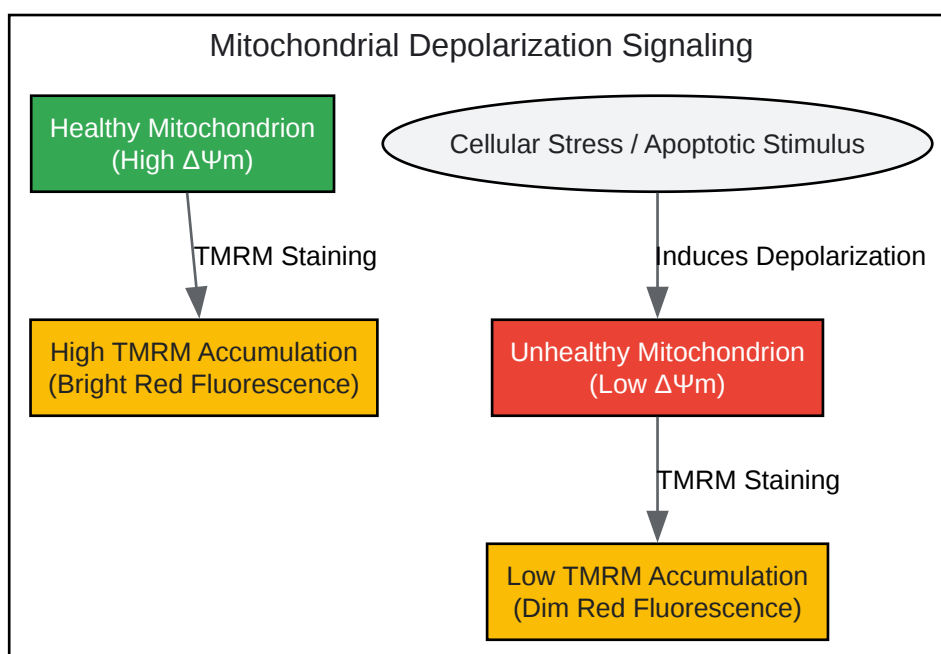 Mitochondrial Depolarization Signaling
Healthy Mitochondrion
(High ΔΨm)
Cellular Stress / Apoptotic Stimulus
TMRM Staining
Induces Depolarization
High TMRM Accumulation
(Bright Red Fluorescence)
Unhealthy Mitochondrion
(Low ΔΨm)
TMRM Staining
Low TMRM Accumulation
(Dim Red Fluorescence)